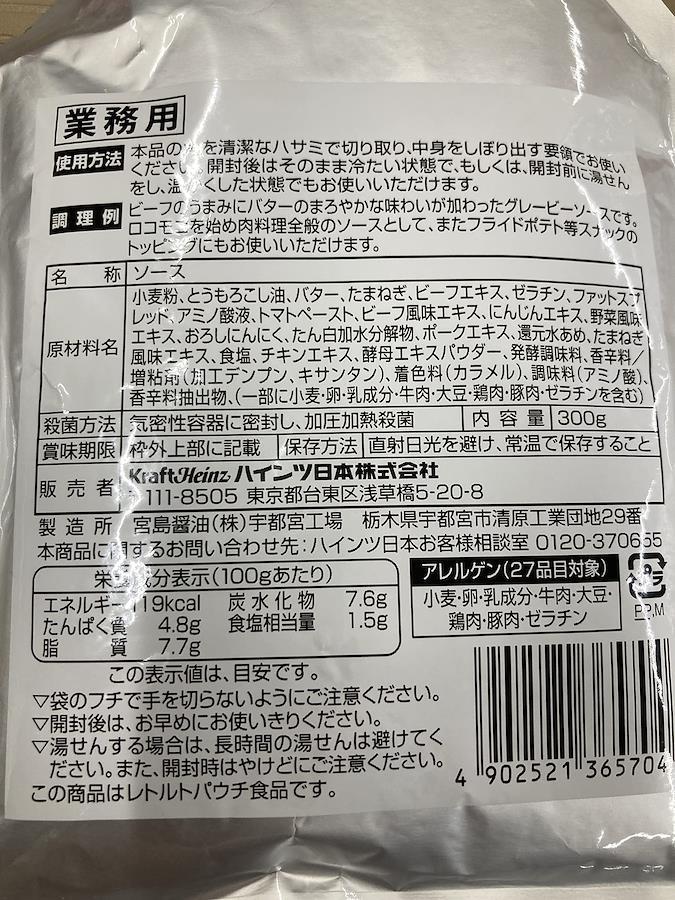 業務用
使用方法 本品の を清潔なハサミで切り取り、中身をしぼり出す要領でお使い
ください。開封後はそのまま冷たい状態で、もしくは、開封前に湯せん
をし、温 くした状態でもお使いいただけます。
調理例 ビーフのうまみにバターのまろやかな味わいが加わったグレービーソースです。
ロコモコを始め肉料理全般のソースとして、またフライドポテト等スナックの
トッピングにもお使いいただけます。
名称 ソース
原材料名 小麦粉、とうもろこし油、バター、たまねぎ、ビーフエキス、ゼラチン、ファットスプ
レッド、アミノ酸液、トマトペースト、ビーフ風味エキス、にんじんエキス、野菜風味
エキス、おろしにんにく、たん白加水分解物、ポークエキス、還元水あめ、たまねぎ
風味エキス、食塩、チキンエキス、酵母エキスパウダー、発酵調味料、香辛料/
増粘剤(加工デンプン、キサンタン)、着色料(カラメル)、調味料(アミノ酸)、
香辛料抽出物、(一部に小麦・卵・乳成分・牛肉・大豆・鶏肉・豚肉・ゼラチンを含む)
殺菌方法 気密性容器に密封し、加圧加熱殺菌 内容量 300g
賞味期限 枠外上部に記載 保存方法 直射日光を避け、常温で保存すること
販売者 KraftHeinz ハインツ日本株式会社
〒111-8505 東京都台東区浅草橋5-20-8
製造所 宮島醤油(株)宇都宮工場 栃木県宇都宮市清原工業団地29番
本商品に関するお問い合わせ先:ハインツ日本お客様相談室 0120-370655
栄養成分表示(100gあたり)
エネルギー 119kcal 炭水化物 7.6g
たんぱく質 4.8g 食塩相当量 1.5g
脂質 7.7g
アレルゲン(27品目対象)
小麦・卵・乳成分・牛肉・大豆・
鶏肉・豚肉・ゼラチン
プラ
PP,M
この表示値は、目安です。
▽袋のフチで手を切らないようにご注意ください。
▽開封後は、お早めにお使いきりください。
▽湯せんする場合は、長時間の湯せんは避けてく
ださい。また、開封時はやけどにご注意ください。
この商品はレトルトパウチ食品です。
4 902521 365704